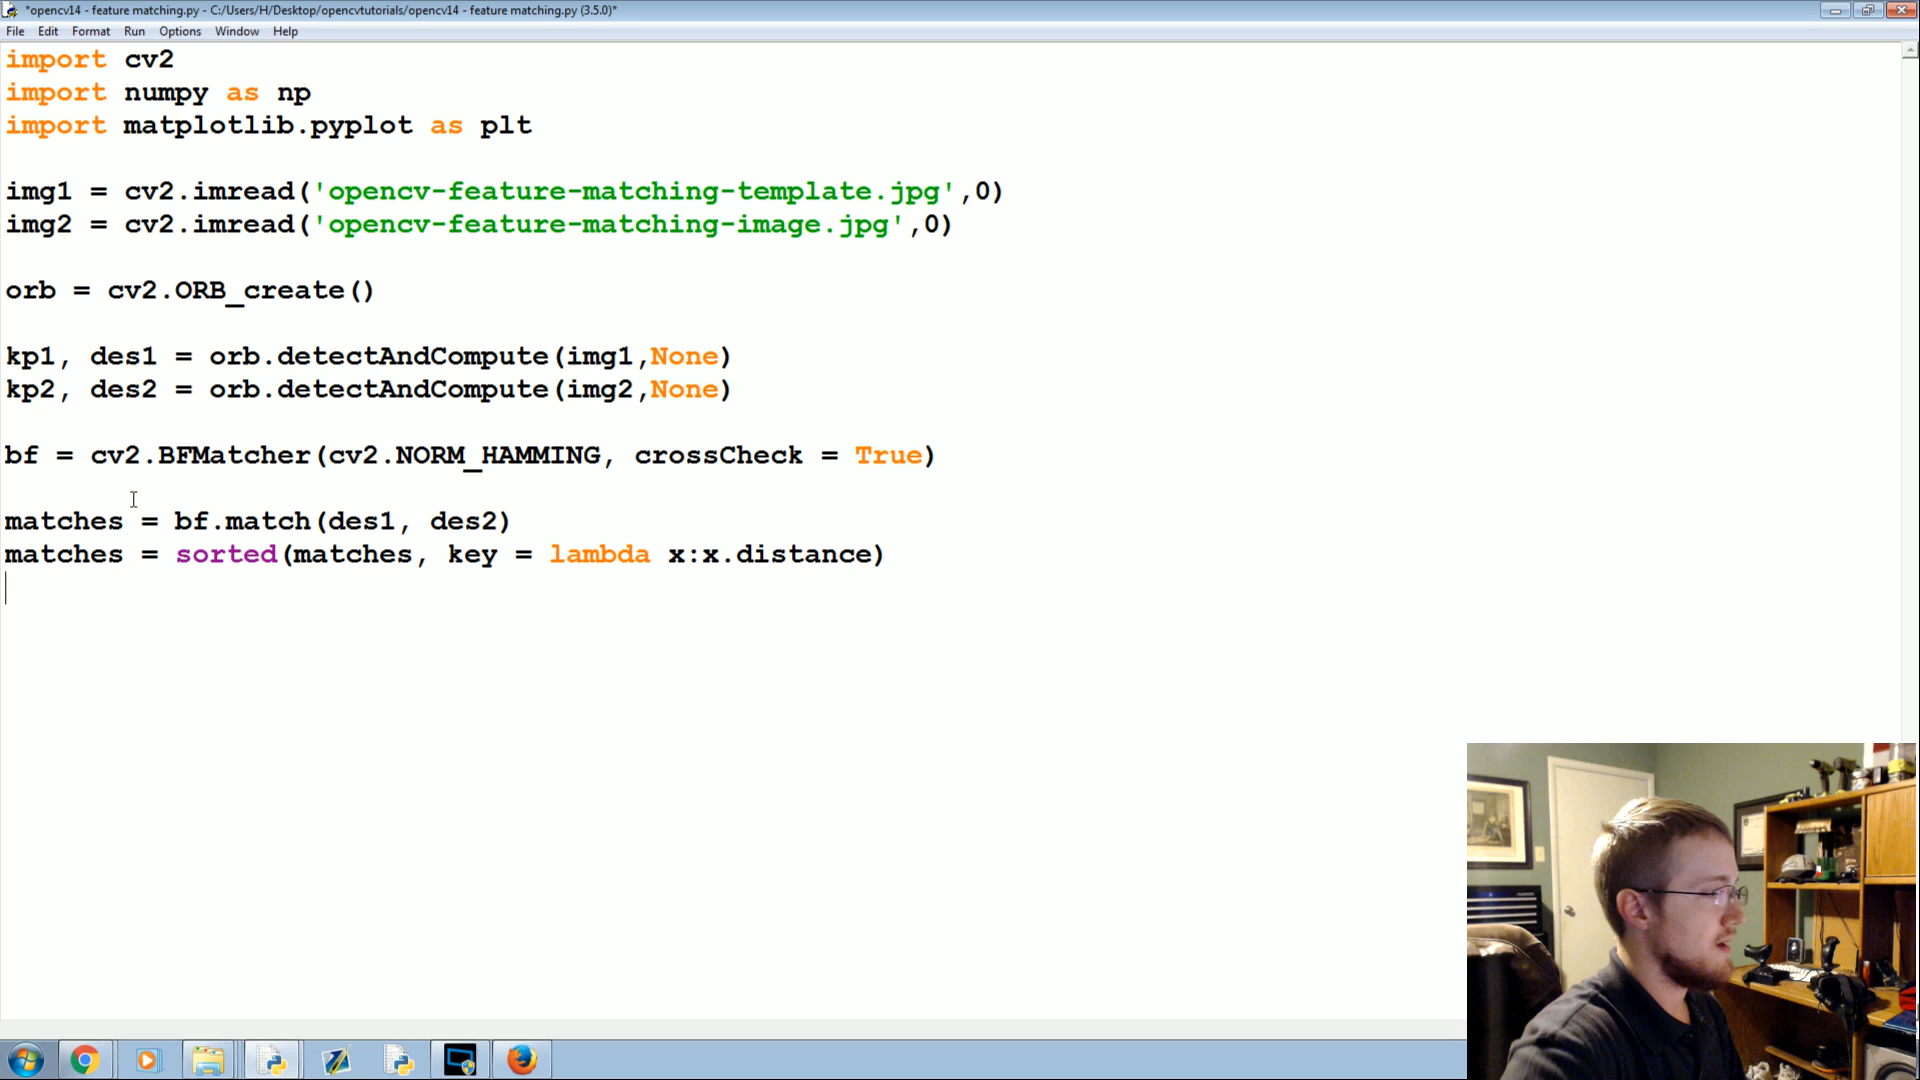 *opencv14 - feature matching.py - C:/Users/H/Desktop/opencvtutorials/opencv14 - feature matching.py (3.5.0)*
File Edit Format Run Options Window Help
import cv2
import numpy as np
import matplotlib.pyplot as plt
img1 = cv2.imread('opencv-feature-matching-template.jpg',0)
img2 = cv2.imread('opencv-feature-matching-image.jpg',0)
orb = cv2.ORB_create()
kp1, des1 = orb.detectAndCompute(img1,None)
kp2, des2 = orb.detectAndCompute(img2,None)
bf = cv2.BFMatcher(cv2.NORM_HAMMING, crossCheck = True)
matches = bf.match(des1, des2)
matches = sorted(matches, key = lambda x:x.distance)